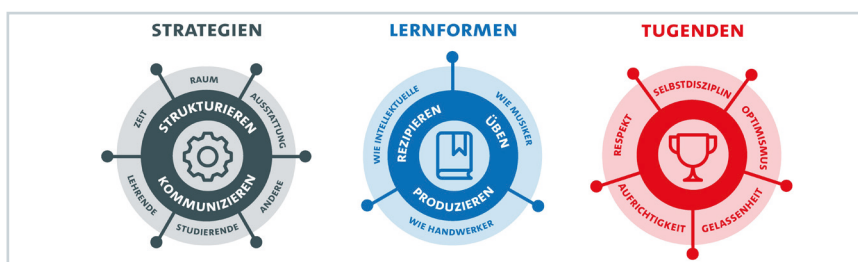 STRATEGIEN
RAUM
AUSSTATTUNG
ANDERE
STUDIERENDE
LEHRENDE
ZEIT
STRUKTURIEREN
KOMMUNIZIEREN
LERNFORMEN
WIE INTELLEKTUELLE
WIE MUSIKER
WIE HANDWERKER
REZIPIEREN
ÜBEN
PRODUZIEREN
TUGENDEN
SELBSTDISZIPLIN
OPTIMISMUS
GELASSENHEIT
AUFRICHTIGKEIT
RESPEKT